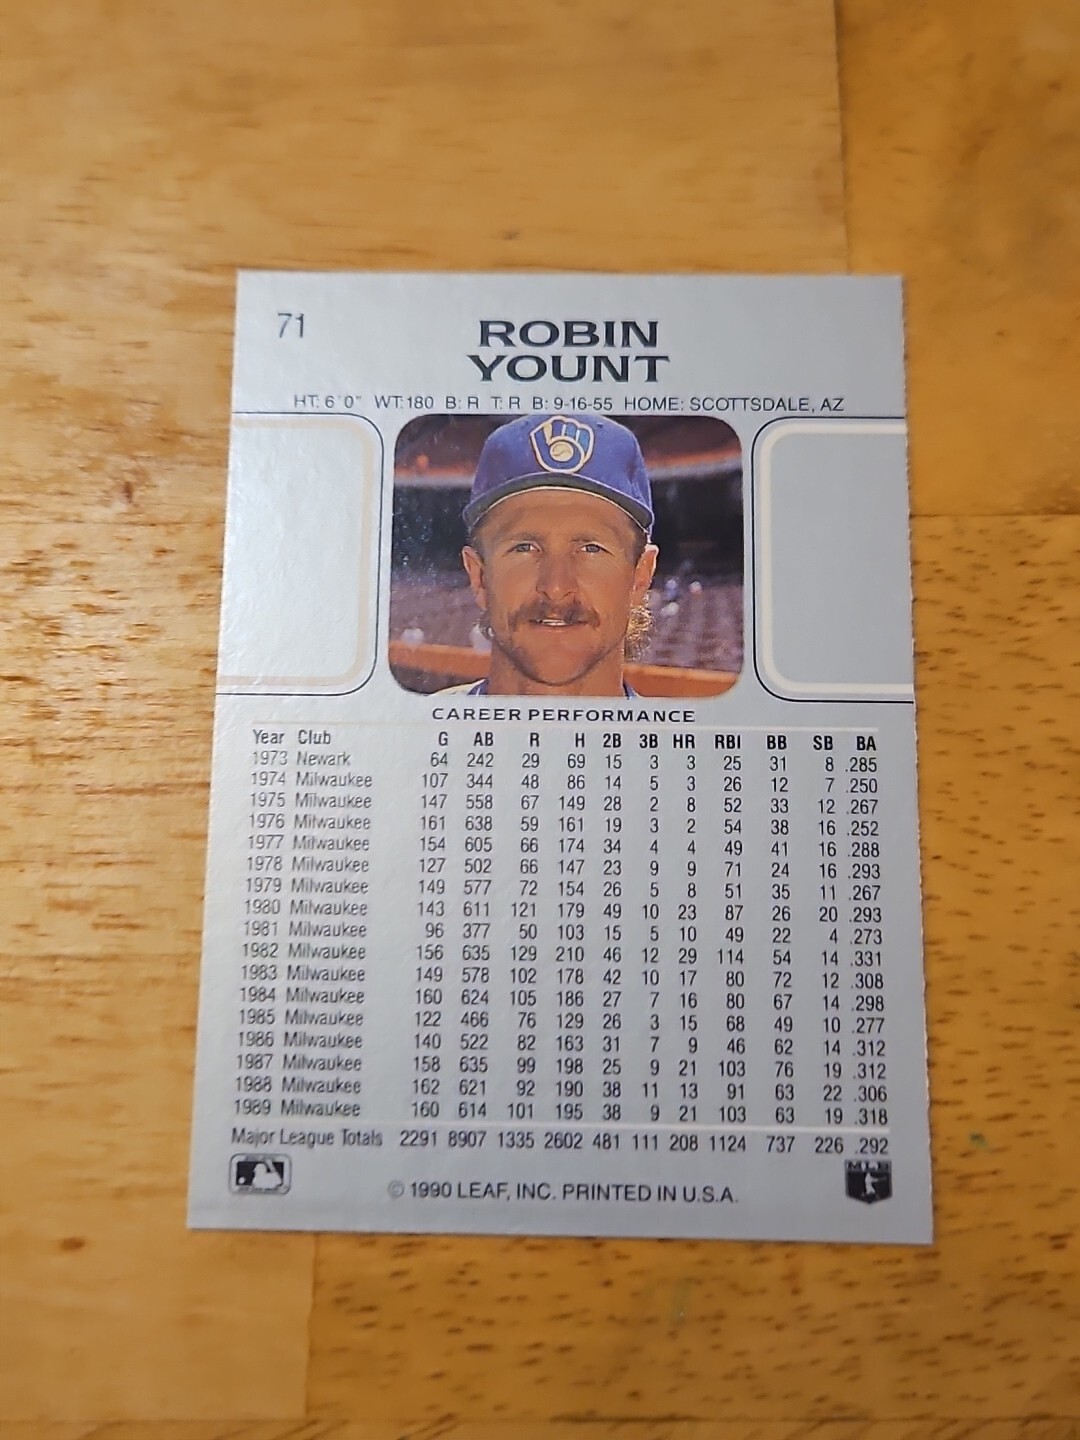 71
ROBIN
YOUNT
HT: 6'0" WT:180 B: R T: R B: 9-16-55 HOME: SCOTTSDALE, AZ
CAREER PERFORMANCE
Year Club G AB R H 2B 3B HR RBI BB SB BA
1973 Newark 64 242 29 69 15 3 3 25 31 8 .285
1974 Milwaukee 107 344 48 86 14 5 3 26 12 7 .250
1975 Milwaukee 147 558 67 149 28 2 8 52 33 12 .267
1976 Milwaukee 161 638 59 161 19 3 2 54 38 16 .252
1977 Milwaukee 154 605 66 174 34 4 4 49 41 16 .288
1978 Milwaukee 127 502 66 147 23 9 9 71 24 16 .293
1979 Milwaukee 149 577 72 154 26 5 8 51 35 11 .267
1980 Milwaukee 143 611 121 179 49 10 23 87 26 20 .293
1981 Milwaukee 96 377 50 103 15 5 10 49 22 4 .273
1982 Milwaukee 156 635 129 210 46 12 29 114 54 14 .331
1983 Milwaukee 149 578 102 178 42 10 17 80 72 12 .308
1984 Milwaukee 160 624 105 186 27 7 16 80 67 14 .298
1985 Milwaukee 122 466 76 129 26 3 15 68 49 10 .277
1986 Milwaukee 140 522 82 163 31 7 9 46 62 14 .312
1987 Milwaukee 158 635 99 198 25 9 21 103 76 19 .312
1988 Milwaukee 162 621 92 190 38 11 13 91 63 22 .306
1989 Milwaukee 160 614 101 195 38 9 21 103 63 19 .318
Major League Totals 2291 8907 1335 2602 481 111 208 1124 737 226 .292
© 1990 LEAF, INC. PRINTED IN U.S.A.
MLB